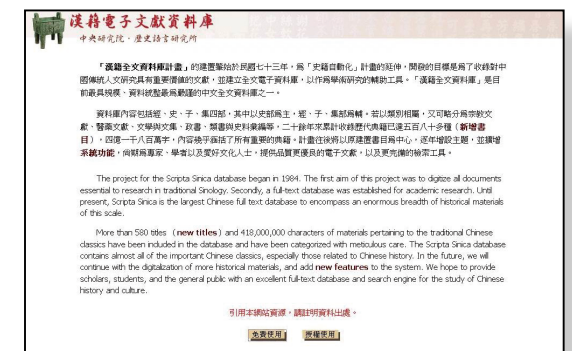 漢籍電子文獻資料庫
中央研究院・歷史語言研究所
「漢籍全文資料庫計畫」的建置肇始於民國七十三年，為「史籍自動化」計畫的延伸，開發的目標是為了收錄對中
國傳統人文研究具有重要價值的文獻，並建立全文電子資料庫，以作為學術研究的輔助工具。「漢籍全文資料庫」是目
前最具規模、資料統整最為嚴謹的中文全文資料庫之一。
資料庫內容包括經、史、子、集四部，其中以史部為主，經、子、集部為輔。若以類別相屬，又可略分為宗教文
獻、醫藥文獻、文學與文集、政書、類書與史料彙編等，二十餘年來累計收錄歷代典籍已達五百八十多種（新增書
目），四億一千八百萬字，內容幾乎涵括了所有重要的典籍。計畫往後將以原建置書目為中心，逐年增設主題，並擴增
系統功能，尚期為專家、學者以及愛好文化人士，提供品質更優良的電子文獻，以及更完備的檢索工具。
The project for the Scripta Sinica database began in 1984. The first aim of this project was to digitize all documents
essential to research in traditional Sinology. Secondly, a full-text database was established for academic research. Until
present, Scripta Sinica is the largest Chinese full text database to encompass an enormous breadth of historical materials
of this scale.
More than 580 titles （new titles）and 418,000,000 characters of materials pertaining to the traditional Chinese
classics have been included in the database and have been categorized with meticulous care. The Scripta Sinica database
contains almost all of the important Chinese classics, especially those related to Chinese history. In the future, we will
continue with the digitalization of more historical materials, and add new features to the system. We hope to provide
scholars, students, and the general public with an excellent full-text database and search engine for the study of Chinese
history and culture.
引用本網站資源，請註明資料出處。
免費使用 授權使用